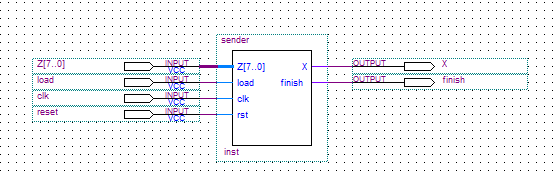 sender
Z[7..0] INPUT VCC Z[7..0] X OUTPUT X
load INPUT VCC load finish OUTPUT finish
clk INPUT VCC clk
reset INPUT VCC rst
inst